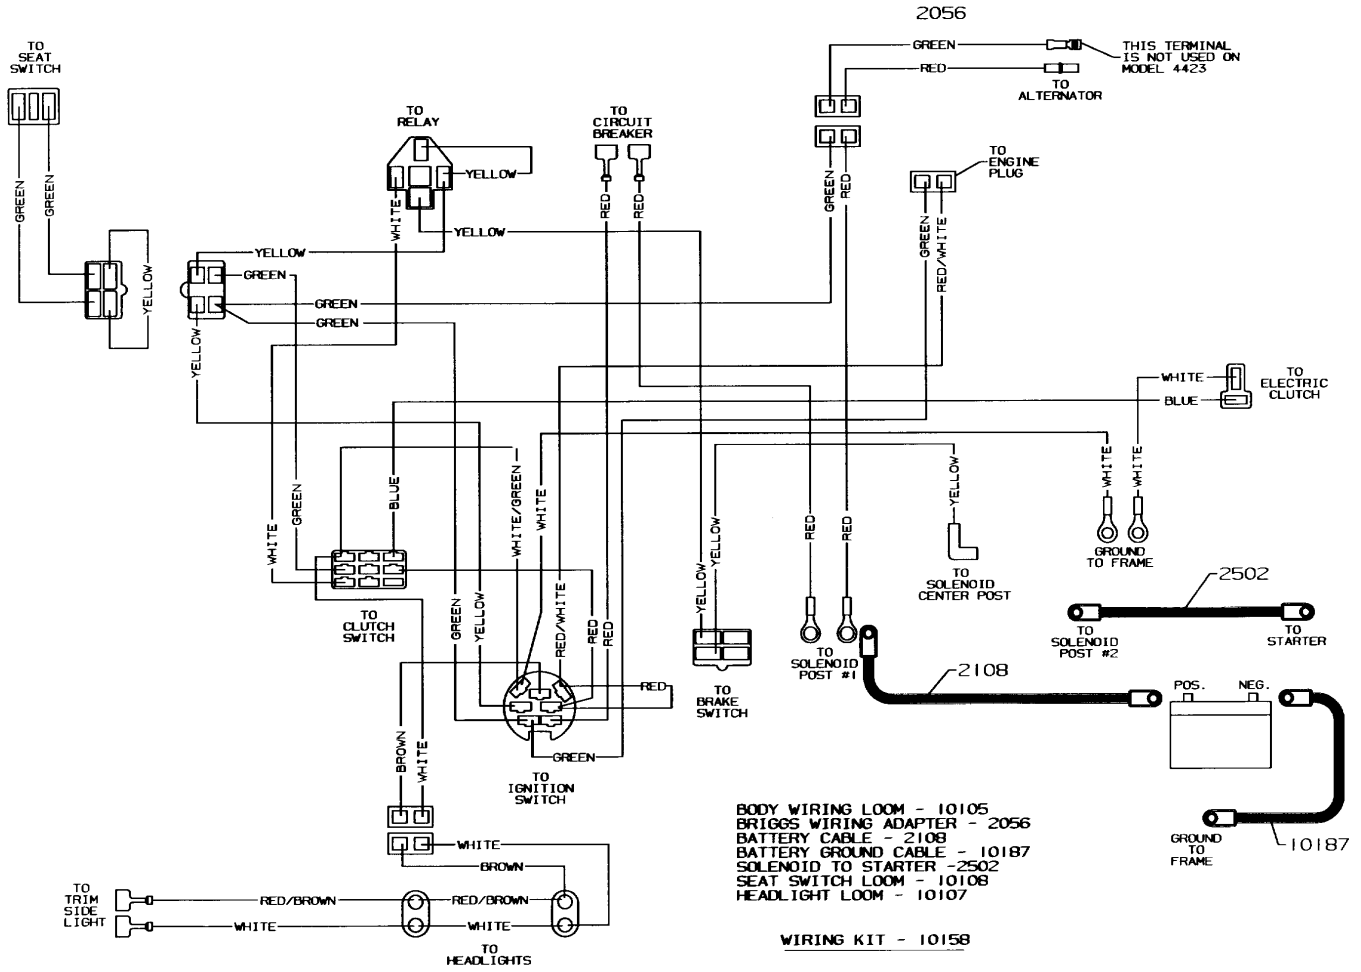 2056
TO
SEAT
SWITCH
GREEN
RED
THIS TERMINAL
IS NOT USED ON
MODEL 4423
TO
ALTERNATOR
TO
RELAY
TO
CIRCUIT
BREAKER
TO
ENGINE
PLUG
YELLOW
GREEN
GREEN
WHITE
RED
RED
GREEN
RED
GREEN
RED/WHITE
YELLOW
YELLOW
YELLOW
GREEN
GREEN
GREEN
YELLOW
WHITE
BLUE
TO
ELECTRIC
CLUTCH
WHITE
GREEN
BLUE
WHITE/GREEN
WHITE
RED
YELLOW
RED
YELLOW
WHITE
WHITE
GROUND
TO FRAME
TO
SOLENOID
CENTER POST
TO
CLUTCH
SWITCH
GREEN
YELLOW
RED/WHITE
RED
RED
YELLOW
2502
TO
SOLENOID
POST #2
TO
STARTER
TO
SOLENOID
POST #1
2108
RED
TO
BRAKE
SWITCH
POS.
NEG.
BROWN
WHITE
GREEN
TO
IGNITION
SWITCH
BODY WIRING LOOM - 10105
BRIGGS WIRING ADAPTER - 2056
BATTERY CABLE - 2108
BATTERY GROUND CABLE - 10187
SOLENOID TO STARTER -2502
SEAT SWITCH LOOM - 10108
HEADLIGHT LOOM - 10107
GROUND
TO
FRAME
10187
WHITE
BROWN
TO
TRIM
SIDE
LIGHT
RED/BROWN
RED/BROWN
WHITE
WHITE
TO
HEADLIGHTS
WIRING KIT - 10158